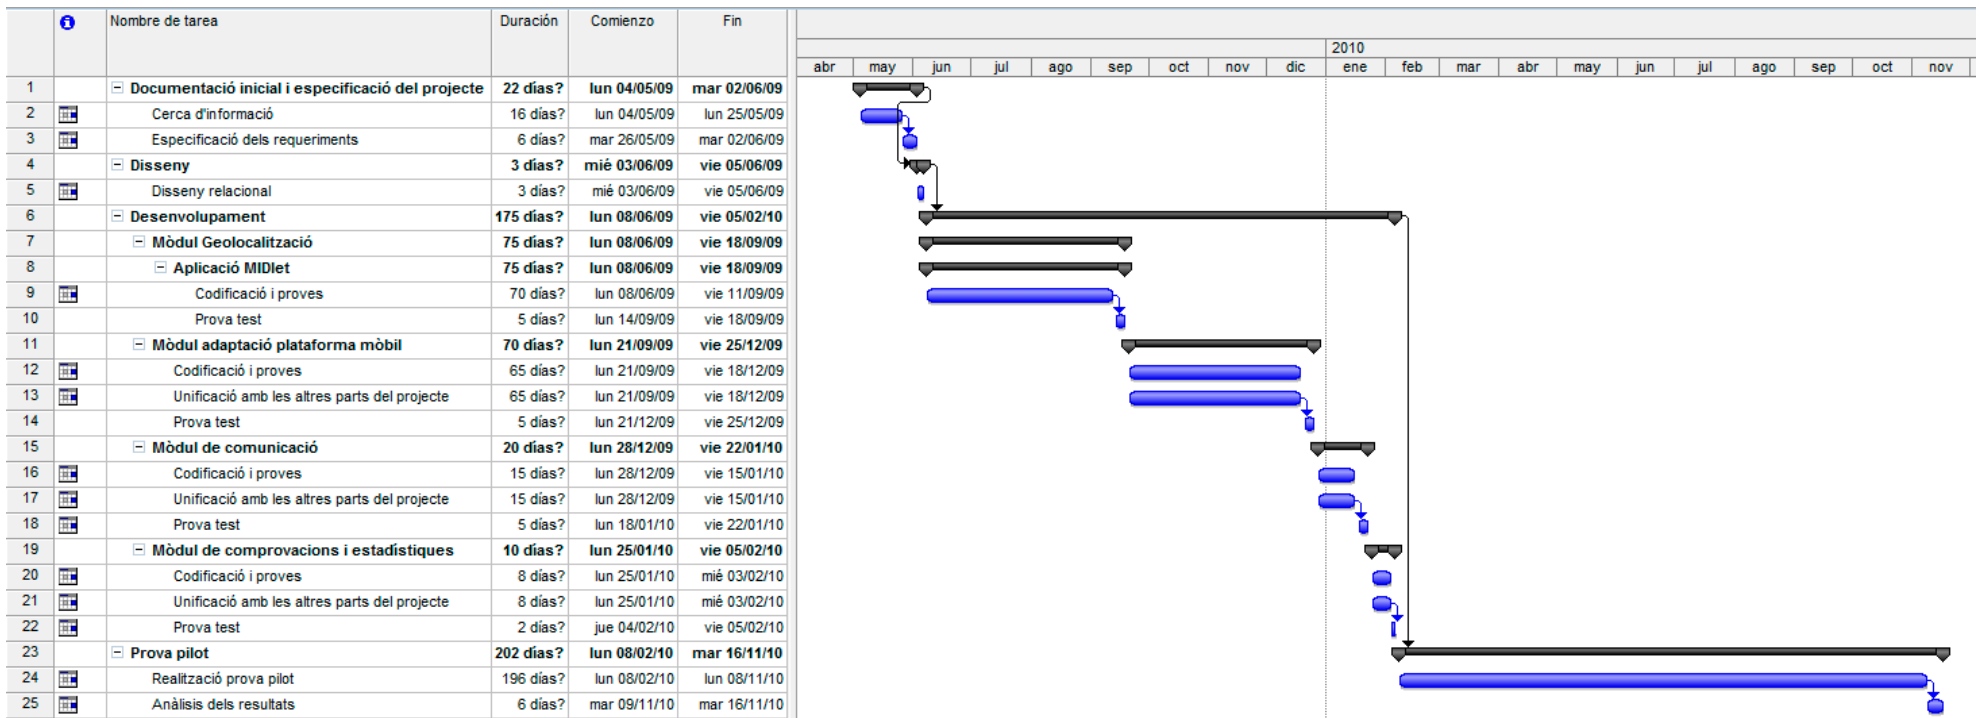 Nombre de tarea Duración Comienzo Fin
2010
abr may jun jul ago sep oct nov dic ene feb mar abr may jun jul ago sep oct nov
1 Documentació inicial i especificació del projecte 22 días? lun 04/05/09 mar 02/06/09
2 Cerca d'informació 16 días? lun 04/05/09 lun 25/05/09
3 Especificació dels requeriments 6 días? mar 26/05/09 mar 02/06/09
4 Disseny 3 días? mié 03/06/09 vie 05/06/09
5 Disseny relacional 3 días? mié 03/06/09 vie 05/06/09
6 Desenvolupament 175 días? lun 08/06/09 vie 05/02/10
7 Mòdul Geolocalització 75 días? lun 08/06/09 vie 18/09/09
8 Aplicació MIDlet 75 días? lun 08/06/09 vie 18/09/09
9 Codificació i proves 70 días? lun 08/06/09 vie 11/09/09
10 Prova test 5 días? lun 14/09/09 vie 18/09/09
11 Mòdul adaptació plataforma mòbil 70 días? lun 21/09/09 vie 25/12/09
12 Codificació i proves 65 días? lun 21/09/09 vie 18/12/09
13 Unificació amb les altres parts del projecte 65 días? lun 21/09/09 vie 18/12/09
14 Prova test 5 días? lun 21/12/09 vie 25/12/09
15 Mòdul de comunicació 20 días? lun 28/12/09 vie 22/01/10
16 Codificació i proves 15 días? lun 28/12/09 vie 15/01/10
17 Unificació amb les altres parts del projecte 15 días? lun 28/12/09 vie 15/01/10
18 Prova test 5 días? lun 18/01/10 vie 22/01/10
19 Mòdul de comprovacions i estadístiques 10 días? lun 25/01/10 vie 05/02/10
20 Codificació i proves 8 días? lun 25/01/10 mié 03/02/10
21 Unificació amb les altres parts del projecte 8 días? lun 25/01/10 mié 03/02/10
22 Prova test 2 días? jue 04/02/10 vie 05/02/10
23 Prova pilot 202 días? lun 08/02/10 mar 16/11/10
24 Realització prova pilot 196 días? lun 08/02/10 lun 08/11/10
25 Anàlisis dels resultats 6 días? mar 09/11/10 mar 16/11/10